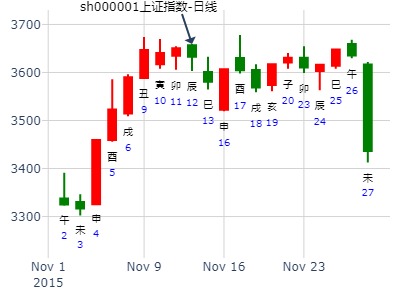 sh000001上证指数-日线
3700
3600
3500
3400
3300
午
2
未
3
申
4
酉
5
戌
6
丑
9
寅
10
卯
11
辰
12
巳
13
申
16
酉
17
戌
18
亥
19
子
20
卯
23
辰
24
巳
25
午
26
未
27
Nov 1
2015
Nov 9
Nov 16
Nov 23